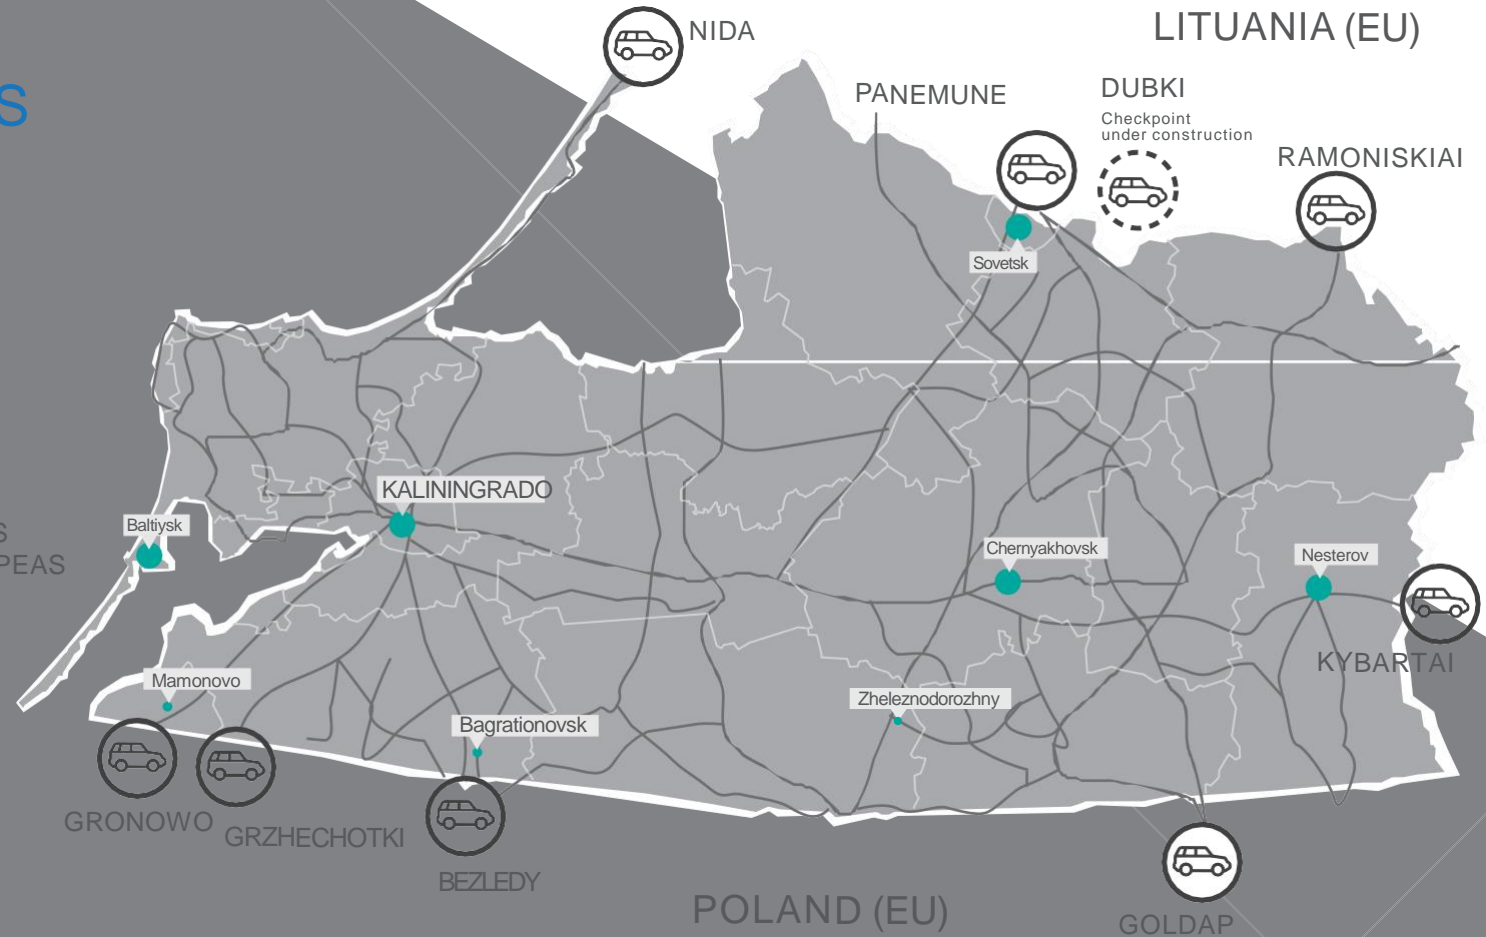 LITUANIA (EU)
NIDA
S
PANEMUNE
DUBKI
Checkpoint
under construction
RAMONISKIAI
Sovetsk
KALININGRADO
Baltiysk
S
PEAS
Chernyakhovsk
Nesterov
KYBARTAI
Mamonovo
Zheleznodorozhny
Bagrationovsk
GRONOWO
GRZHECHOTKI
BEZLEDY
POLAND (EU)
GOLDAP